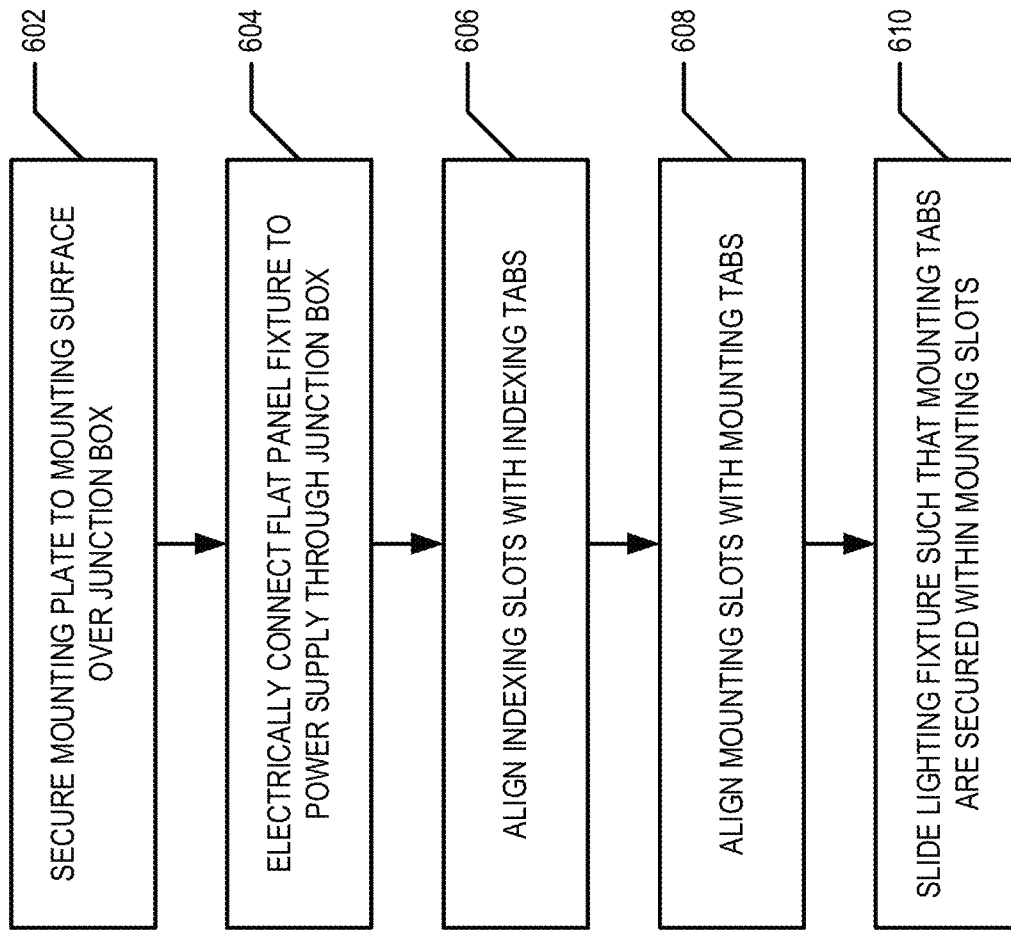 602
SECURE MOUNTING PLATE TO MOUNTING SURFACE
OVER JUNCTION BOX
604
ELECTRICALLY CONNECT FLAT PANEL FIXTURE TO
POWER SUPPLY THROUGH JUNCTION BOX
606
ALIGN INDEXING SLOTS WITH INDEXING TABS
608
ALIGN MOUNTING SLOTS WITH MOUNTING TABS
610
SLIDE LIGHTING FIXTURE SUCH THAT MOUNTING TABS
ARE SECURED WITHIN MOUNTING SLOTS